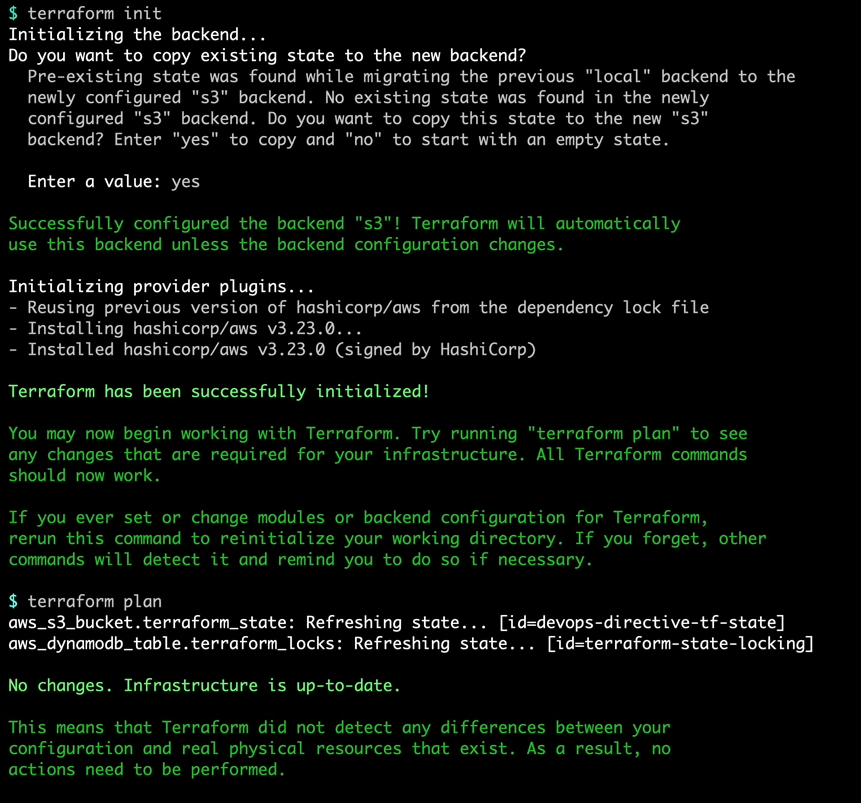 $ terraform init
Initializing the backend...
Do you want to copy existing state to the new backend?
Pre-existing state was found while migrating the previous "local" backend to the
newly configured "s3" backend. No existing state was found in the newly
configured "s3" backend. Do you want to copy this state to the new "s3"
backend? Enter "yes" to copy and "no" to start with an empty state.
Enter a value: yes
Successfully configured the backend "s3"! Terraform will automatically
use this backend unless the backend configuration changes.
Initializing provider plugins...
- Reusing previous version of hashicorp/aws from the dependency lock file
- Installing hashicorp/aws v3.23.0...
- Installed hashicorp/aws v3.23.0 (signed by HashiCorp)
Terraform has been successfully initialized!
You may now begin working with Terraform. Try running "terraform plan" to see
any changes that are required for your infrastructure. All Terraform commands
should now work.
If you ever set or change modules or backend configuration for Terraform,
rerun this command to reinitialize your working directory. If you forget, other
commands will detect it and remind you to do so if necessary.
$ terraform plan
aws_s3_bucket.terraform_state: Refreshing state... [id=devops-directive-tf-state]
aws_dynamodb_table.terraform_locks: Refreshing state... [id=terraform-state-locking]
No changes. Infrastructure is up-to-date.
This means that Terraform did not detect any differences between your
configuration and real physical resources that exist. As a result, no
actions need to be performed.